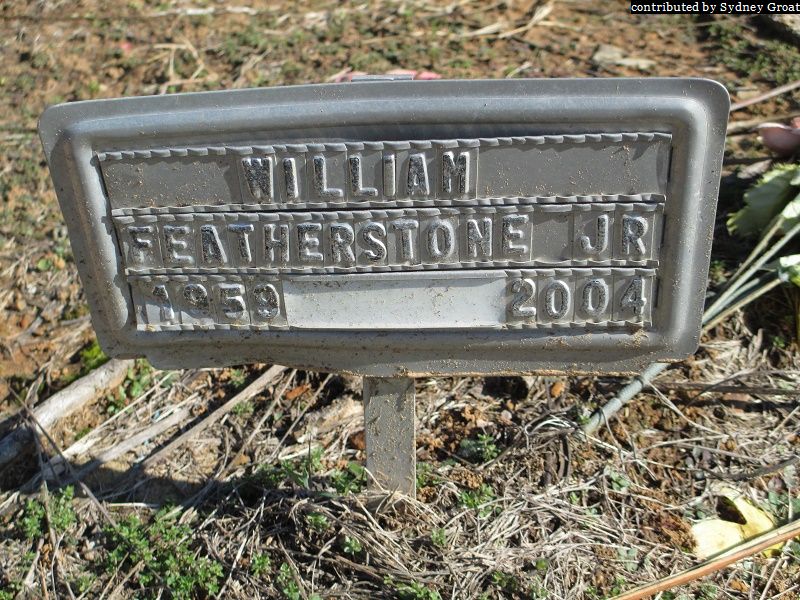 contributed by Sydney Groat
WILLIAM
FEATHERSTONE JR
1959 2004